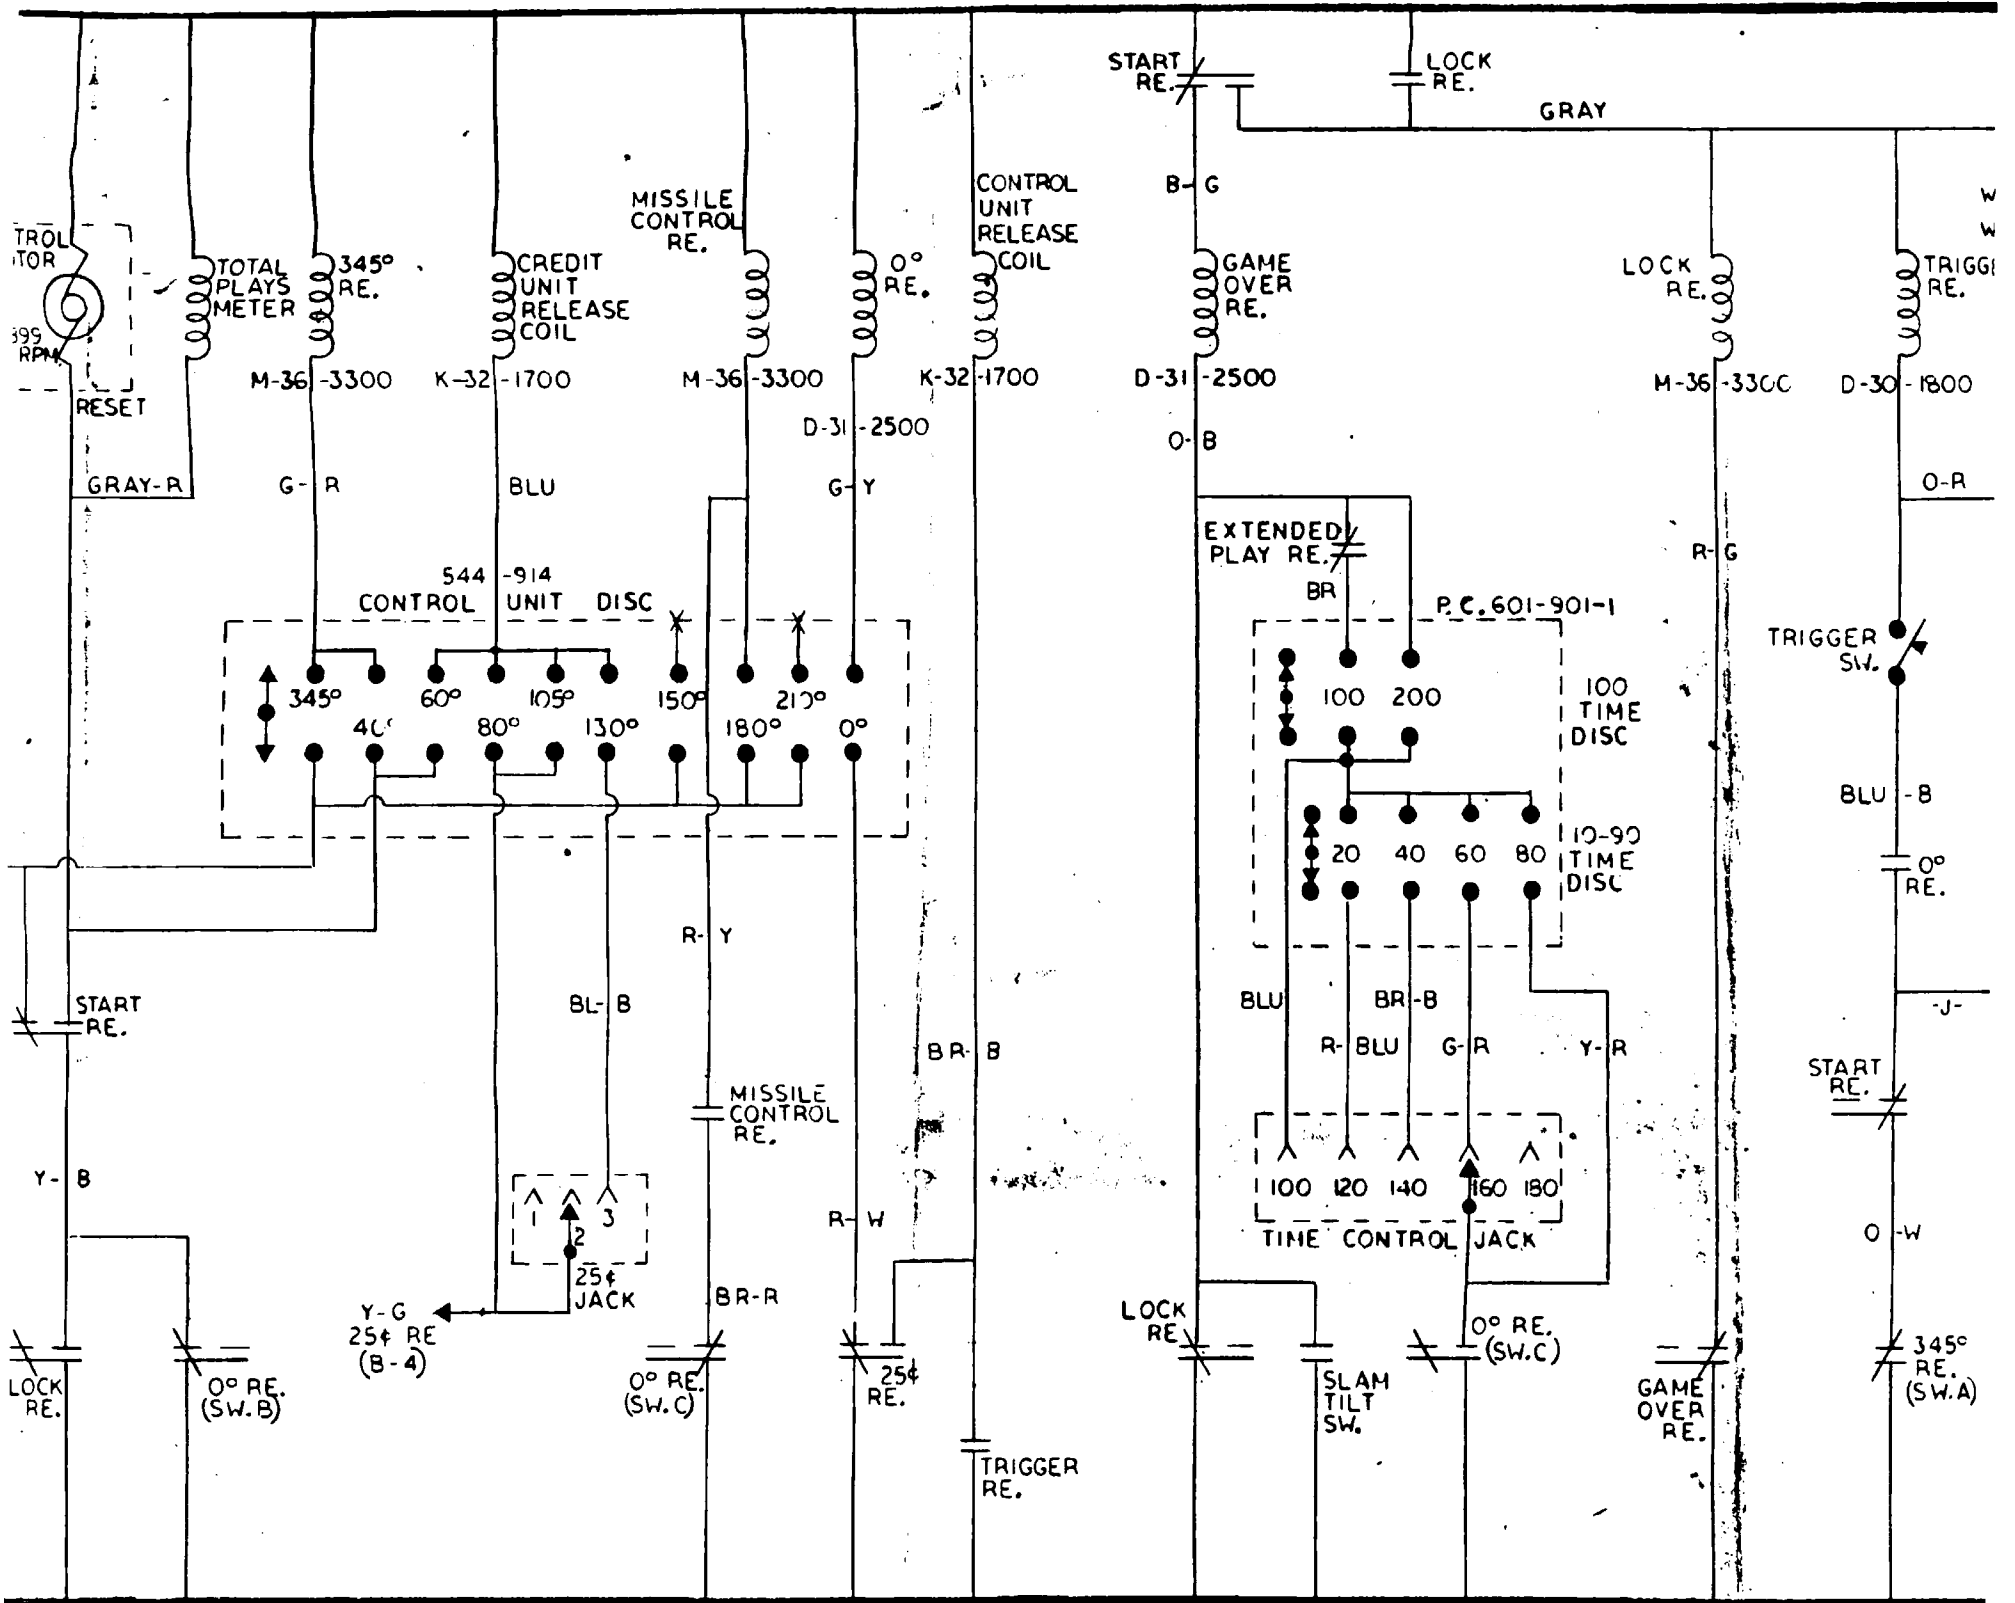 START
RE.
LOCK
RE.
GRAY
B-G
MISSILE
CONTROL
RE.
CONTROL
UNIT
RELEASE
COIL
TOTAL
PLAYS
METER
345°
RE.
CREDIT
UNIT
RELEASE
COIL
0°
RE.
GAME
OVER
RE.
LOCK
RE.
RE.
RPM
RESET
M-36-3300
K-32-1700
M-36-3300
D-31-2500
K-32-1700
D-31-2500
M-36-3300
D-30-1800
O-B
GRAY-R
G-R
BLU
G-Y
O-R
EXTENDED
PLAY RE.
BR
R-G
544-914
CONTROL UNIT DISC
P.C.601-901-1
345° 60° 105° 150° 210°
40° 80° 130° 180° 0°
100 200
100
TIME
DISC
20 40 60 80
10-90
TIME
DISC
TRIGGER
SW.
BLU-B
0°
RE.
R-Y
BL-B
BR-B
START
RE.
BLU
BR-B
R-BLU
G-R
Y-R
-J-
START
RE.
MISSILE
CONTROL
RE.
Y-B
1 2 3
25¢
JACK
R-W
100 120 140 160 180
TIME CONTROL JACK
O-W
Y-G
25¢ RE
(B-4)
BR-R
LOCK
RE.
0° RE.
(SW.B)
0° RE.
(SW.C)
25¢
RE.
LOCK
RE
SLAM
TILT
SW.
0° RE.
(SW.C)
GAME
OVER
RE.
345°
RE.
(SW.A)
TRIGGER
RE.